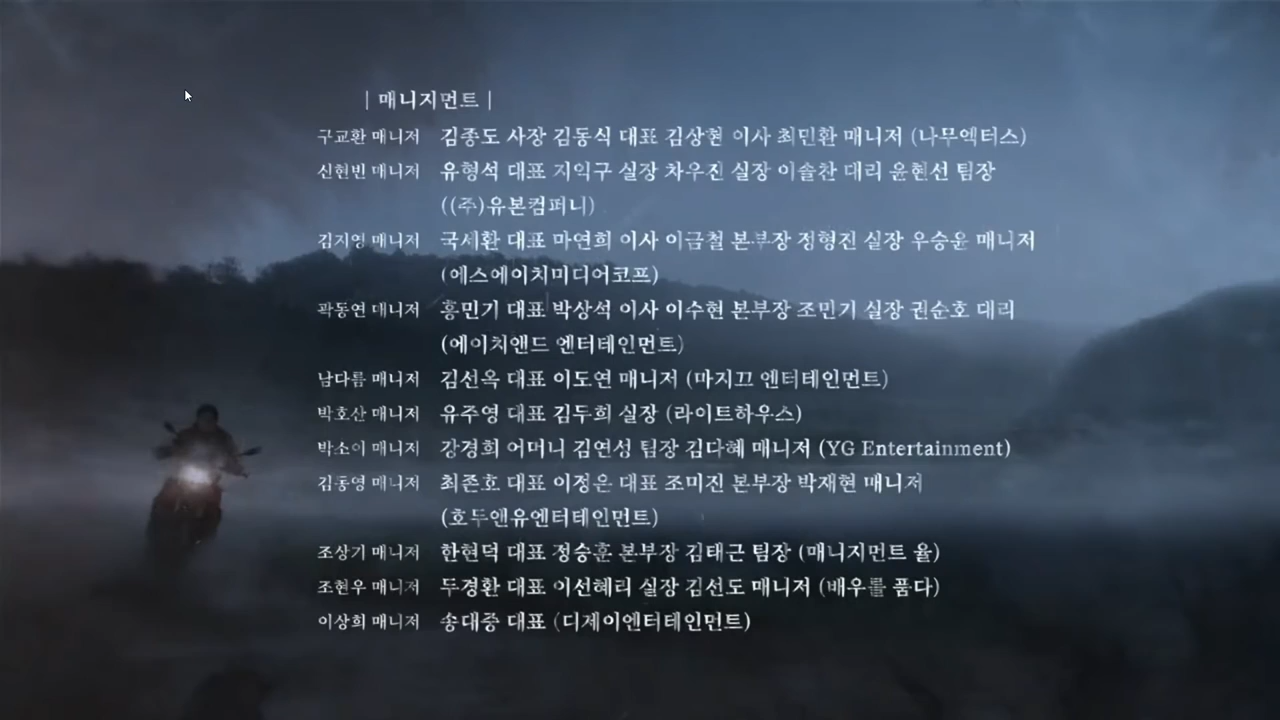 | 매니지먼트 |
구교환 매니저 김종도 사장 김동식 대표 김상현 이사 최민환 매니저 (나무엑터스)
신현빈 매니저 유형석 대표 지익구 실장 차우진 실장 이솔찬 대리 윤현선 팀장
((주)유본컴퍼니)
김지영 매니저 국세환 대표 마연희 이사 이금철 본부장 정형진 실장 우승윤 매니저
(에스에이치미디어코프)
곽동연 매니저 홍민기 대표 박상석 이사 이수현 본부장 조민기 실장 권순호 대리
(에이치앤드 엔터테인먼트)
남다름 매니저 김선옥 대표 이도연 매니저 (마지끄 엔터테인먼트)
박호산 매니저 유주영 대표 김두희 실장 (라이트하우스)
박소이 매니저 강경희 어머니 김연성 팀장 김다혜 매니저 (YG Entertainment)
김동영 매니저 최존호 대표 이정은 대표 조미진 본부장 박재현 매니저
(호두앤유엔터테인먼트)
조상기 매니저 한현덕 대표 정승훈 본부장 김태근 팀장 (매니지먼트 율)
조현우 매니저 두경환 대표 이선혜리 실장 김선도 매니저 (배우를 품다)
이상희 매니저 송대중 대표 (디제이엔터테인먼트)